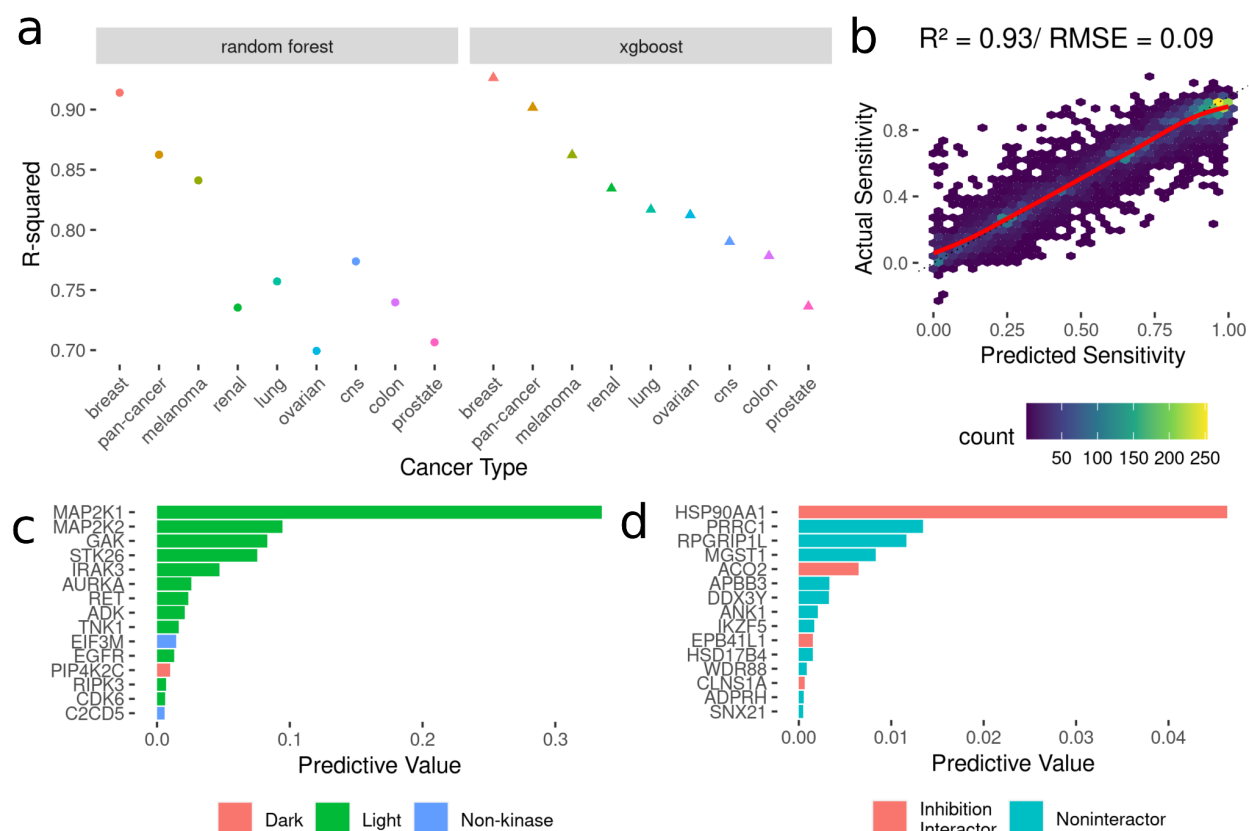 a
random forest
xgboost
R-squared
0.90
0.85
0.80
0.75
0.70
breast
pan-cancer
melanoma
renal
lung
ovarian
cns
colon
prostate
breast
pan-cancer
melanoma
renal
lung
ovarian
cns
colon
prostate
Cancer Type
b
R² = 0.93/ RMSE = 0.09
Actual Sensitivity
0.8
0.4
0.0
0.00 0.25 0.50 0.75 1.00
Predicted Sensitivity
count
50 100 150 200 250
c
MAP2K1
MAP2K2
GAK
STK26
IRAK3
AURKA
RET
ADK
TNK1
EIF3M
EGFR
PIP4K2C
RIPK3
CDK6
C2CD5
0.0 0.1 0.2 0.3
Predictive Value
Dark Light Non-kinase
d
HSP90AA1
PRRC1
RPGRIP1L
MGST1
ACO2
APBB3
DDX3Y
ANK1
IKZF5
EPB41L1
HSD17B4
WDR88
CLNS1A
ADPRH
SNX21
0.00 0.01 0.02 0.03 0.04
Predictive Value
Inhibition
Interactor
Noninteractor